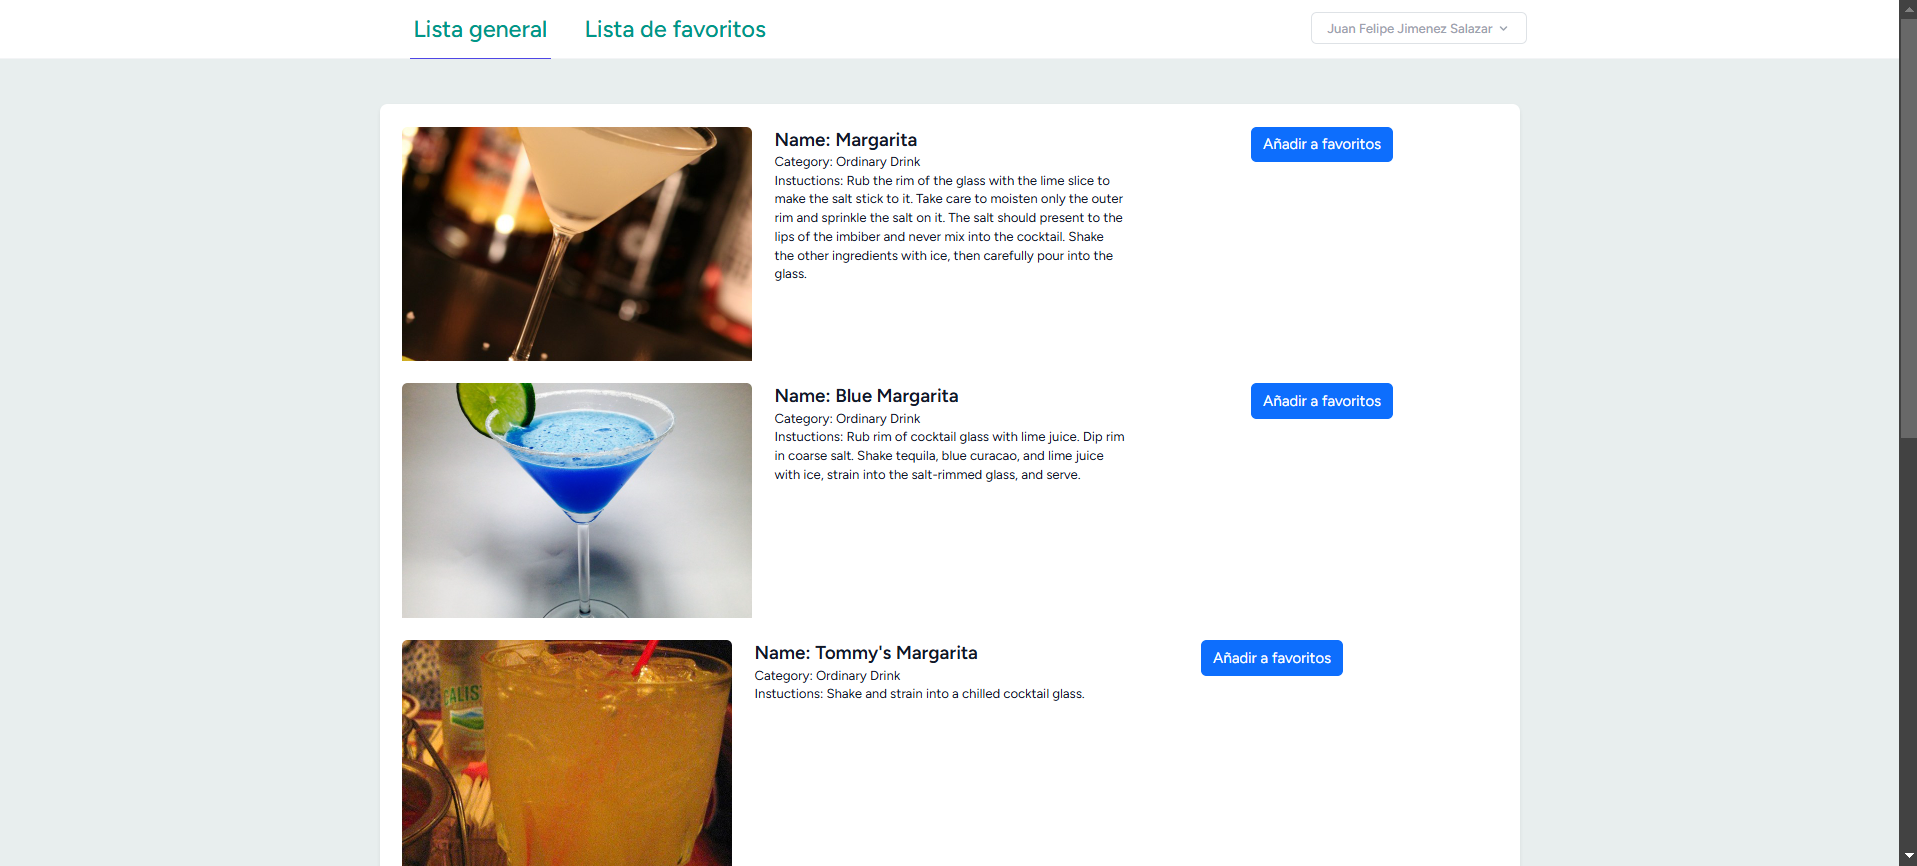 Lista general
Lista de favoritos
Juan Felipe Jimenez Salazar
Name: Margarita
Category: Ordinary Drink
Instuctions: Rub the rim of the glass with the lime slice to
make the salt stick to it. Take care to moisten only the outer
rim and sprinkle the salt on it. The salt should present to the
lips of the imbiber and never mix into the cocktail. Shake
the other ingredients with ice, then carefully pour into the
glass.
Añadir a favoritos
Name: Blue Margarita
Category: Ordinary Drink
Instuctions: Rub rim of cocktail glass with lime juice. Dip rim
in coarse salt. Shake tequila, blue curacao, and lime juice
with ice, strain into the salt-rimmed glass, and serve.
Añadir a favoritos
Name: Tommy's Margarita
Category: Ordinary Drink
Instuctions: Shake and strain into a chilled cocktail glass.
Añadir a favoritos